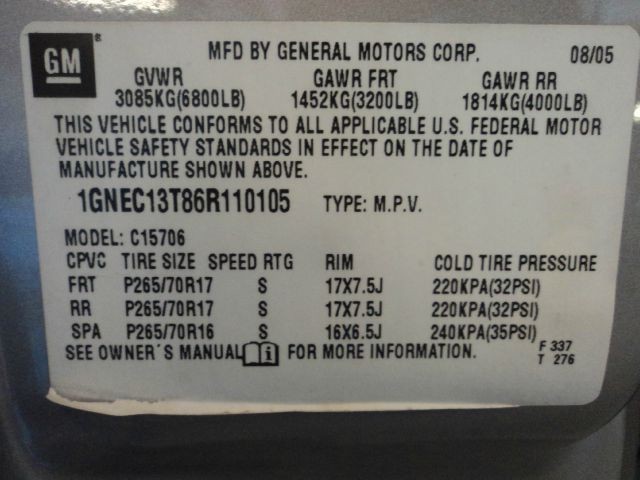 GM ® MFD BY GENERAL MOTORS CORP. 08/05
GVWR GAWR FRT GAWR RR
3085KG(6800LB) 1452KG(3200LB) 1814KG(4000LB)
THIS VEHICLE CONFORMS TO ALL APPLICABLE U.S. FEDERAL MOTOR
VEHICLE SAFETY STANDARDS IN EFFECT ON THE DATE OF
MANUFACTURE SHOWN ABOVE.
1GNEC13T86R110105 TYPE: M.P.V.
MODEL: C15706
CPVC TIRE SIZE SPEED RTG RIM COLD TIRE PRESSURE
FRT P265/70R17 S 17X7.5J 220KPA(32PSI)
RR P265/70R17 S 17X7.5J 220KPA(32PSI)
SPA P265/70R16 S 16X6.5J 240KPA(35PSI)
SEE OWNER'S MANUAL i FOR MORE INFORMATION. F 337
T 276